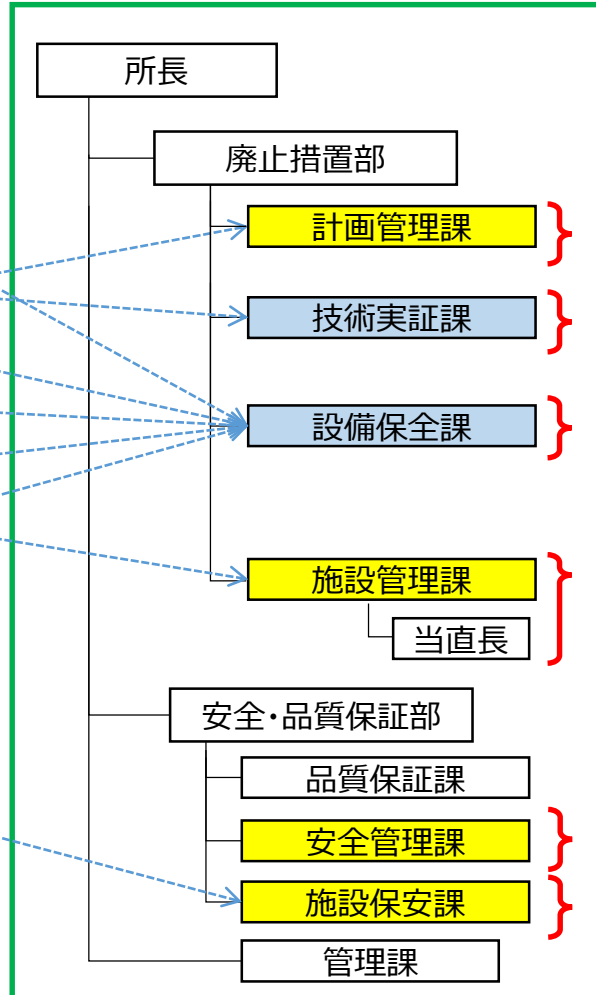 所長
廃止措置部
計画管理課
技術実証課
設備保全課
施設管理課
当直長
安全・品質保証部
品質保証課
安全管理課
施設保安課
管理課